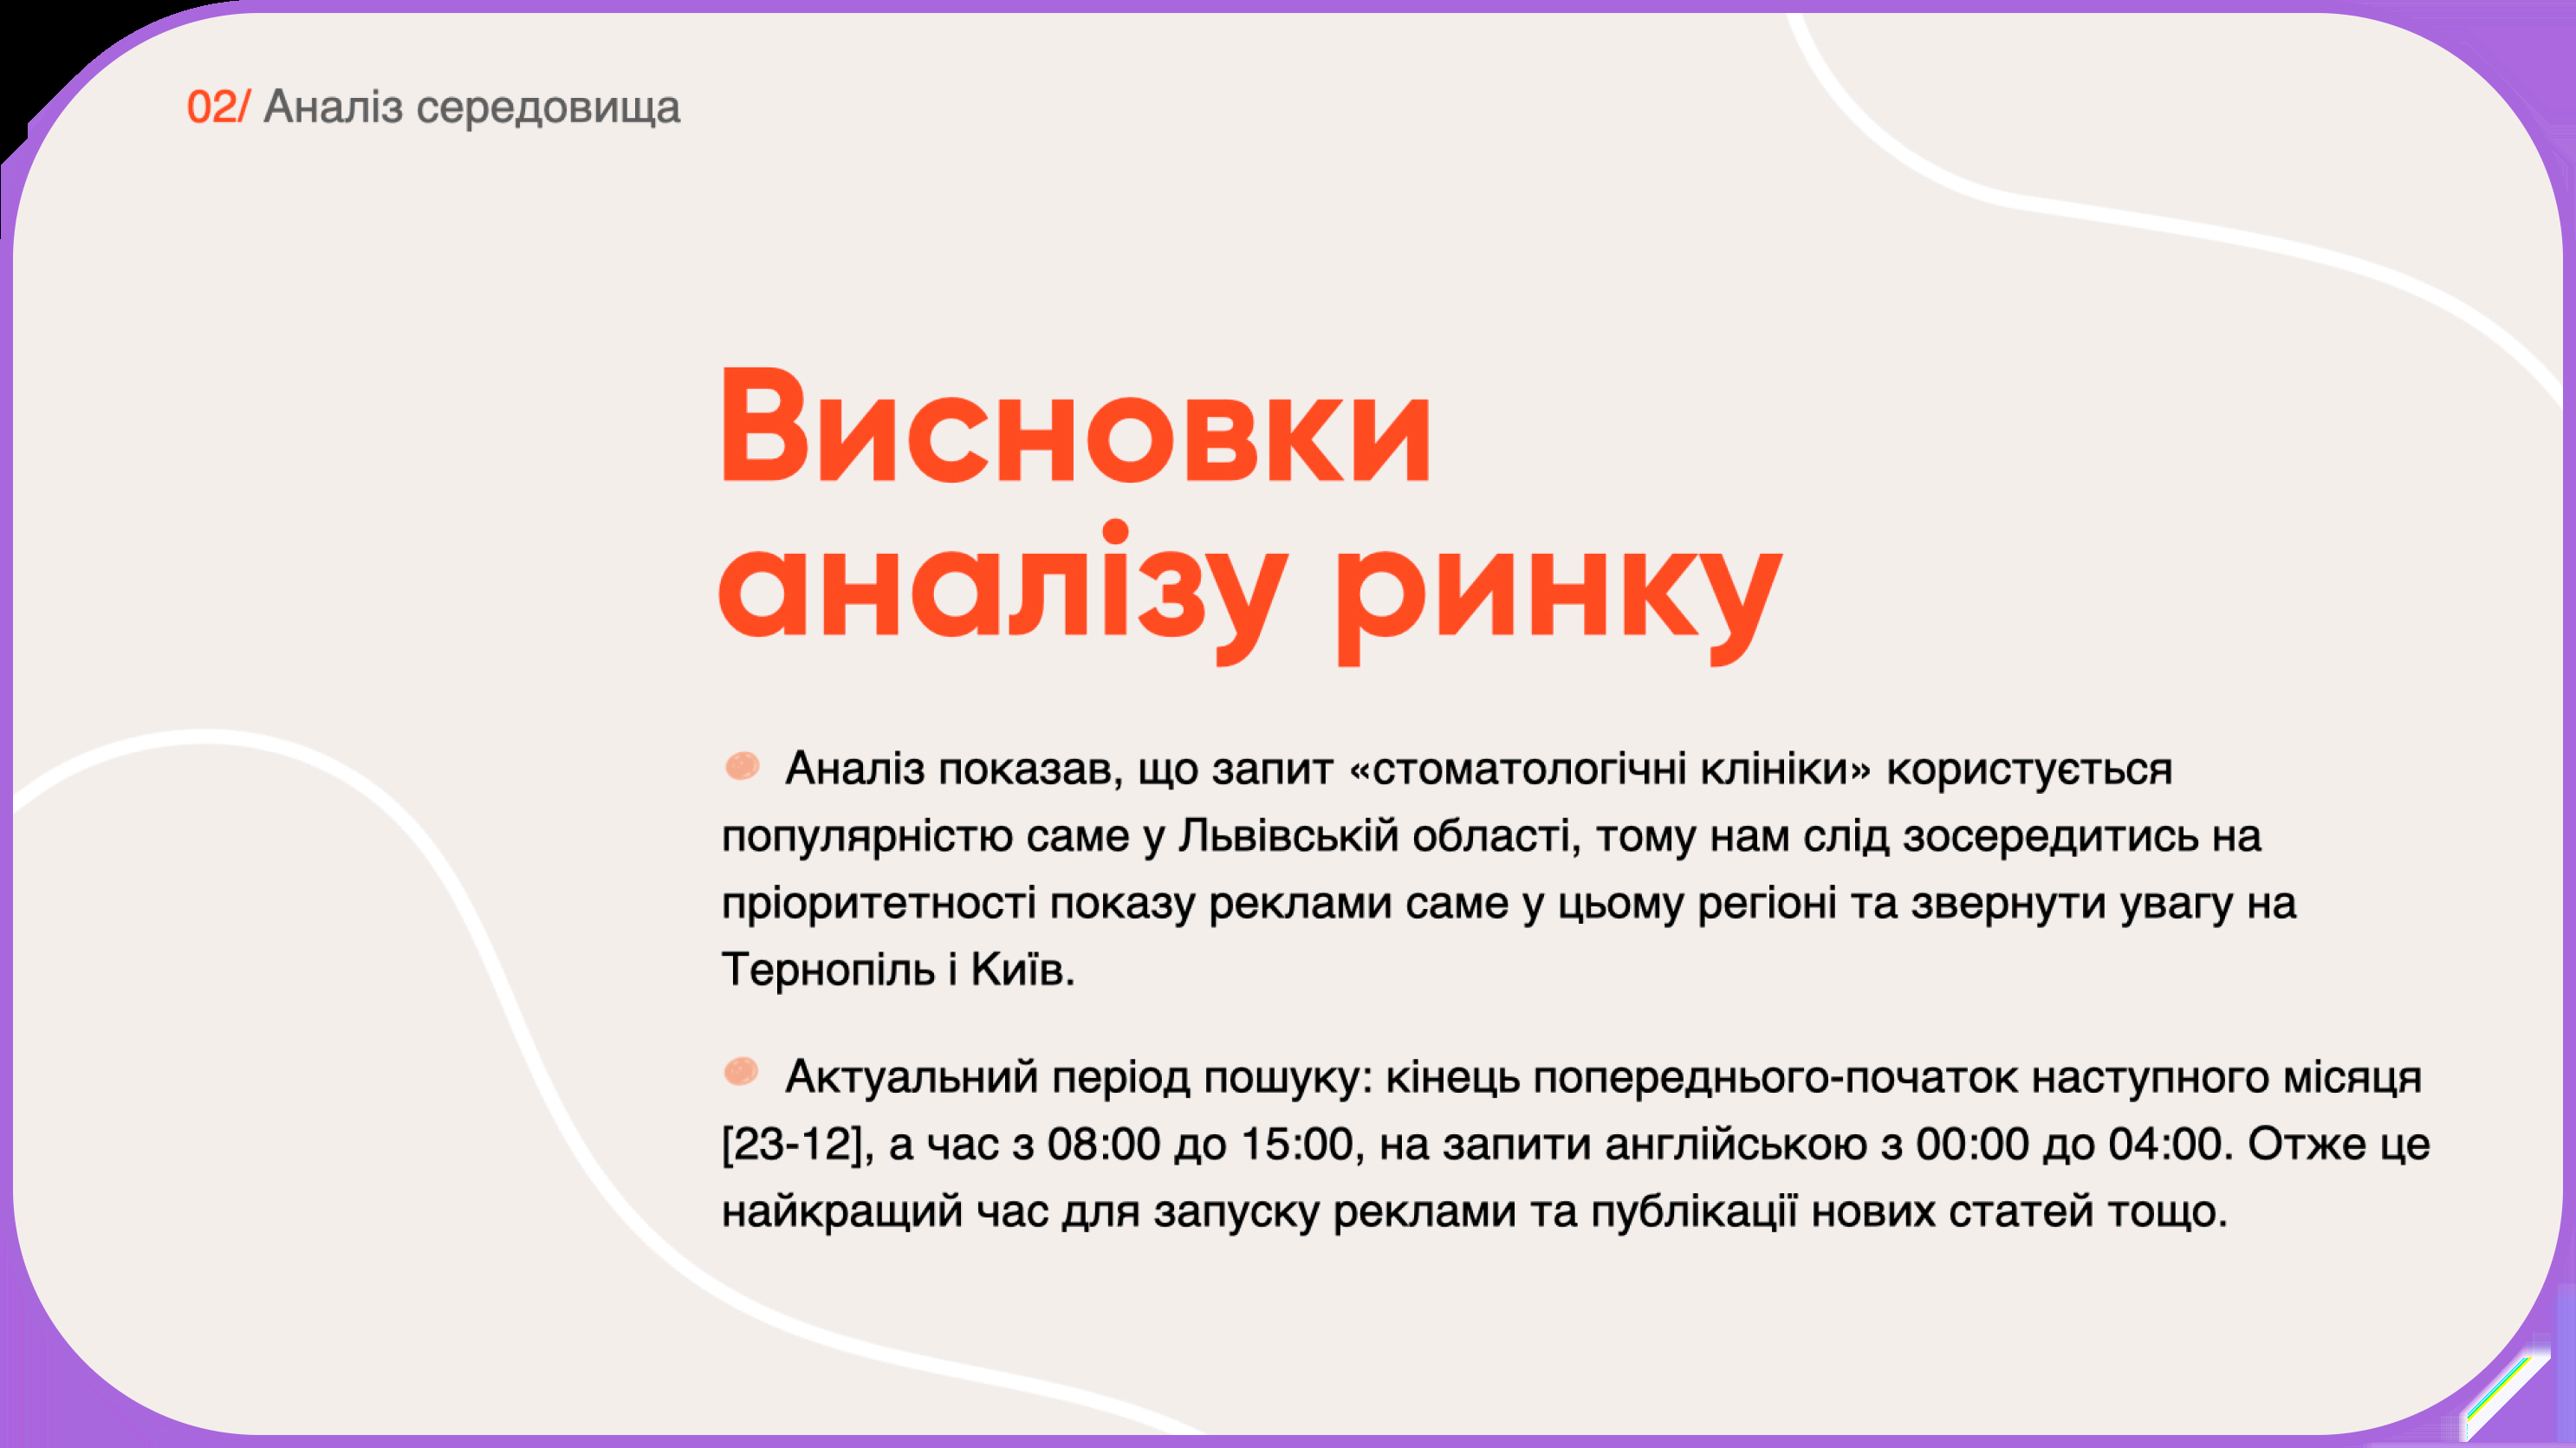 02/ Аналіз середовища
Висновки
аналізу ринку
Аналіз показав, що запит «стоматологічні клініки» користується
популярністю саме у Львівській області, тому нам слід зосередитись на
пріоритетності показу реклами саме у цьому регіоні та звернути увагу на
Тернопіль і Київ.
Актуальний період пошуку: кінець попереднього-початок наступного місяця
[23-12], а час з 08:00 до 15:00, на запити англійською з 00:00 до 04:00. Отже це
найкращий час для запуску реклами та публікації нових статей тощо.